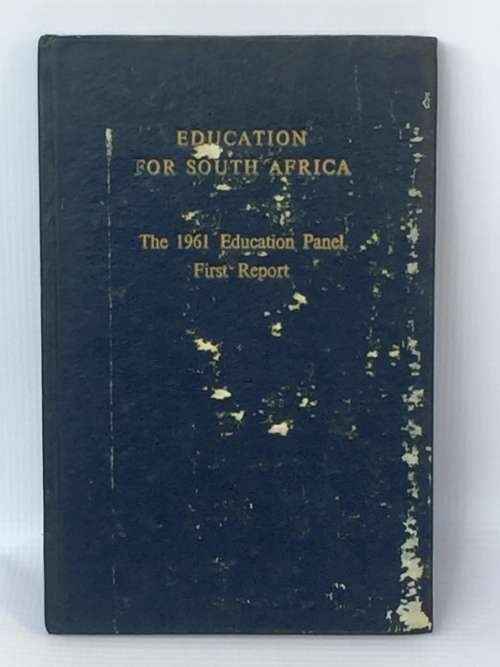 EDUCATION
FOR SOUTH AFRICA
The 1961 Education Panel
First Report